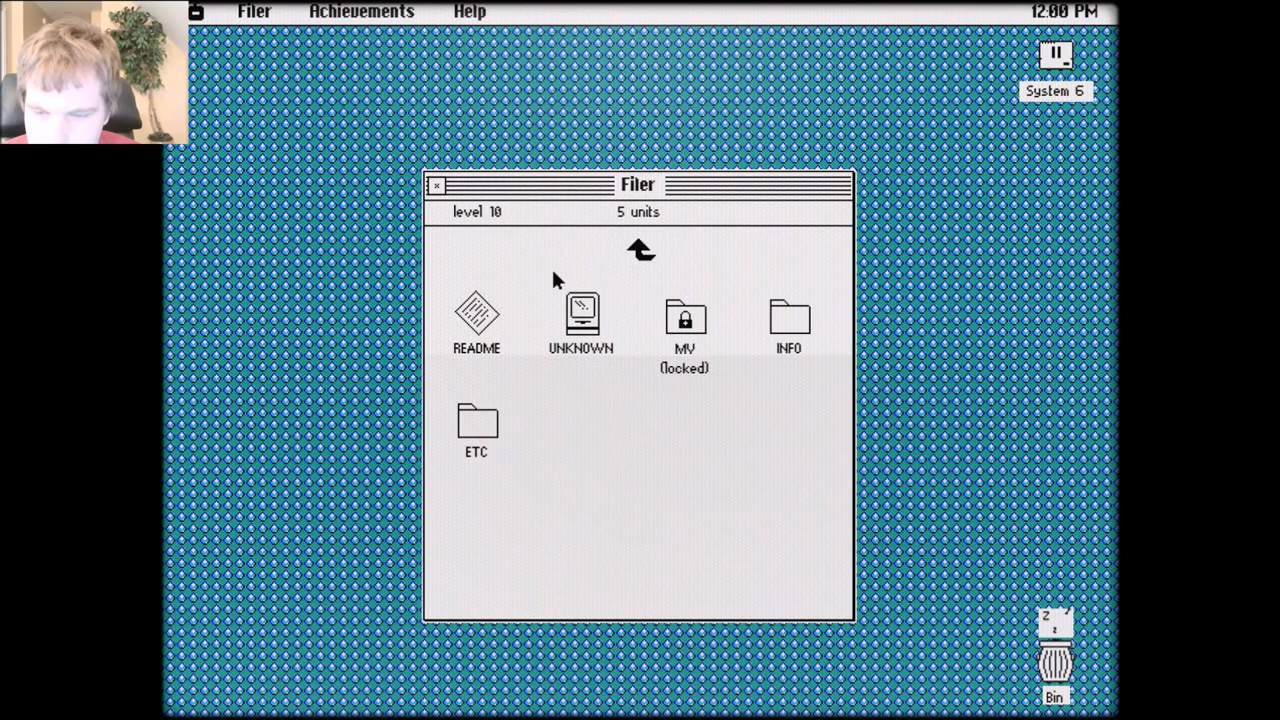 Filer Achievements Help 12:00 PM
System 6
Filer
level 10 5 units
README UNKNOWN MV INFO
(locked)
ETC
Z
z
Bin